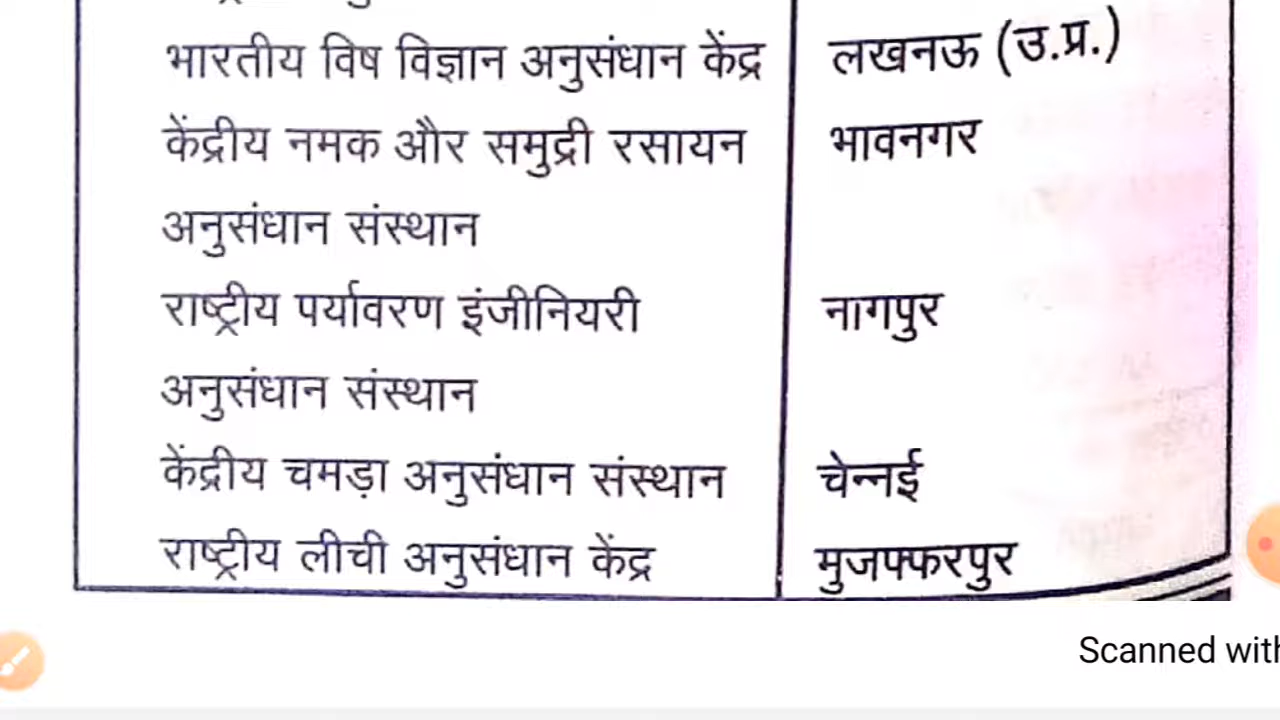 भारतीय विष विज्ञान अनुसंधान केंद्र लखनऊ (उ.प्र.)
केंद्रीय नमक और समुद्री रसायन भावनगर
अनुसंधान संस्थान
राष्ट्रीय पर्यावरण इंजीनियरी नागपुर
अनुसंधान संस्थान
केंद्रीय चमड़ा अनुसंधान संस्थान चेन्नई
राष्ट्रीय लीची अनुसंधान केंद्र मुजफ्फरपुर
Scanned with